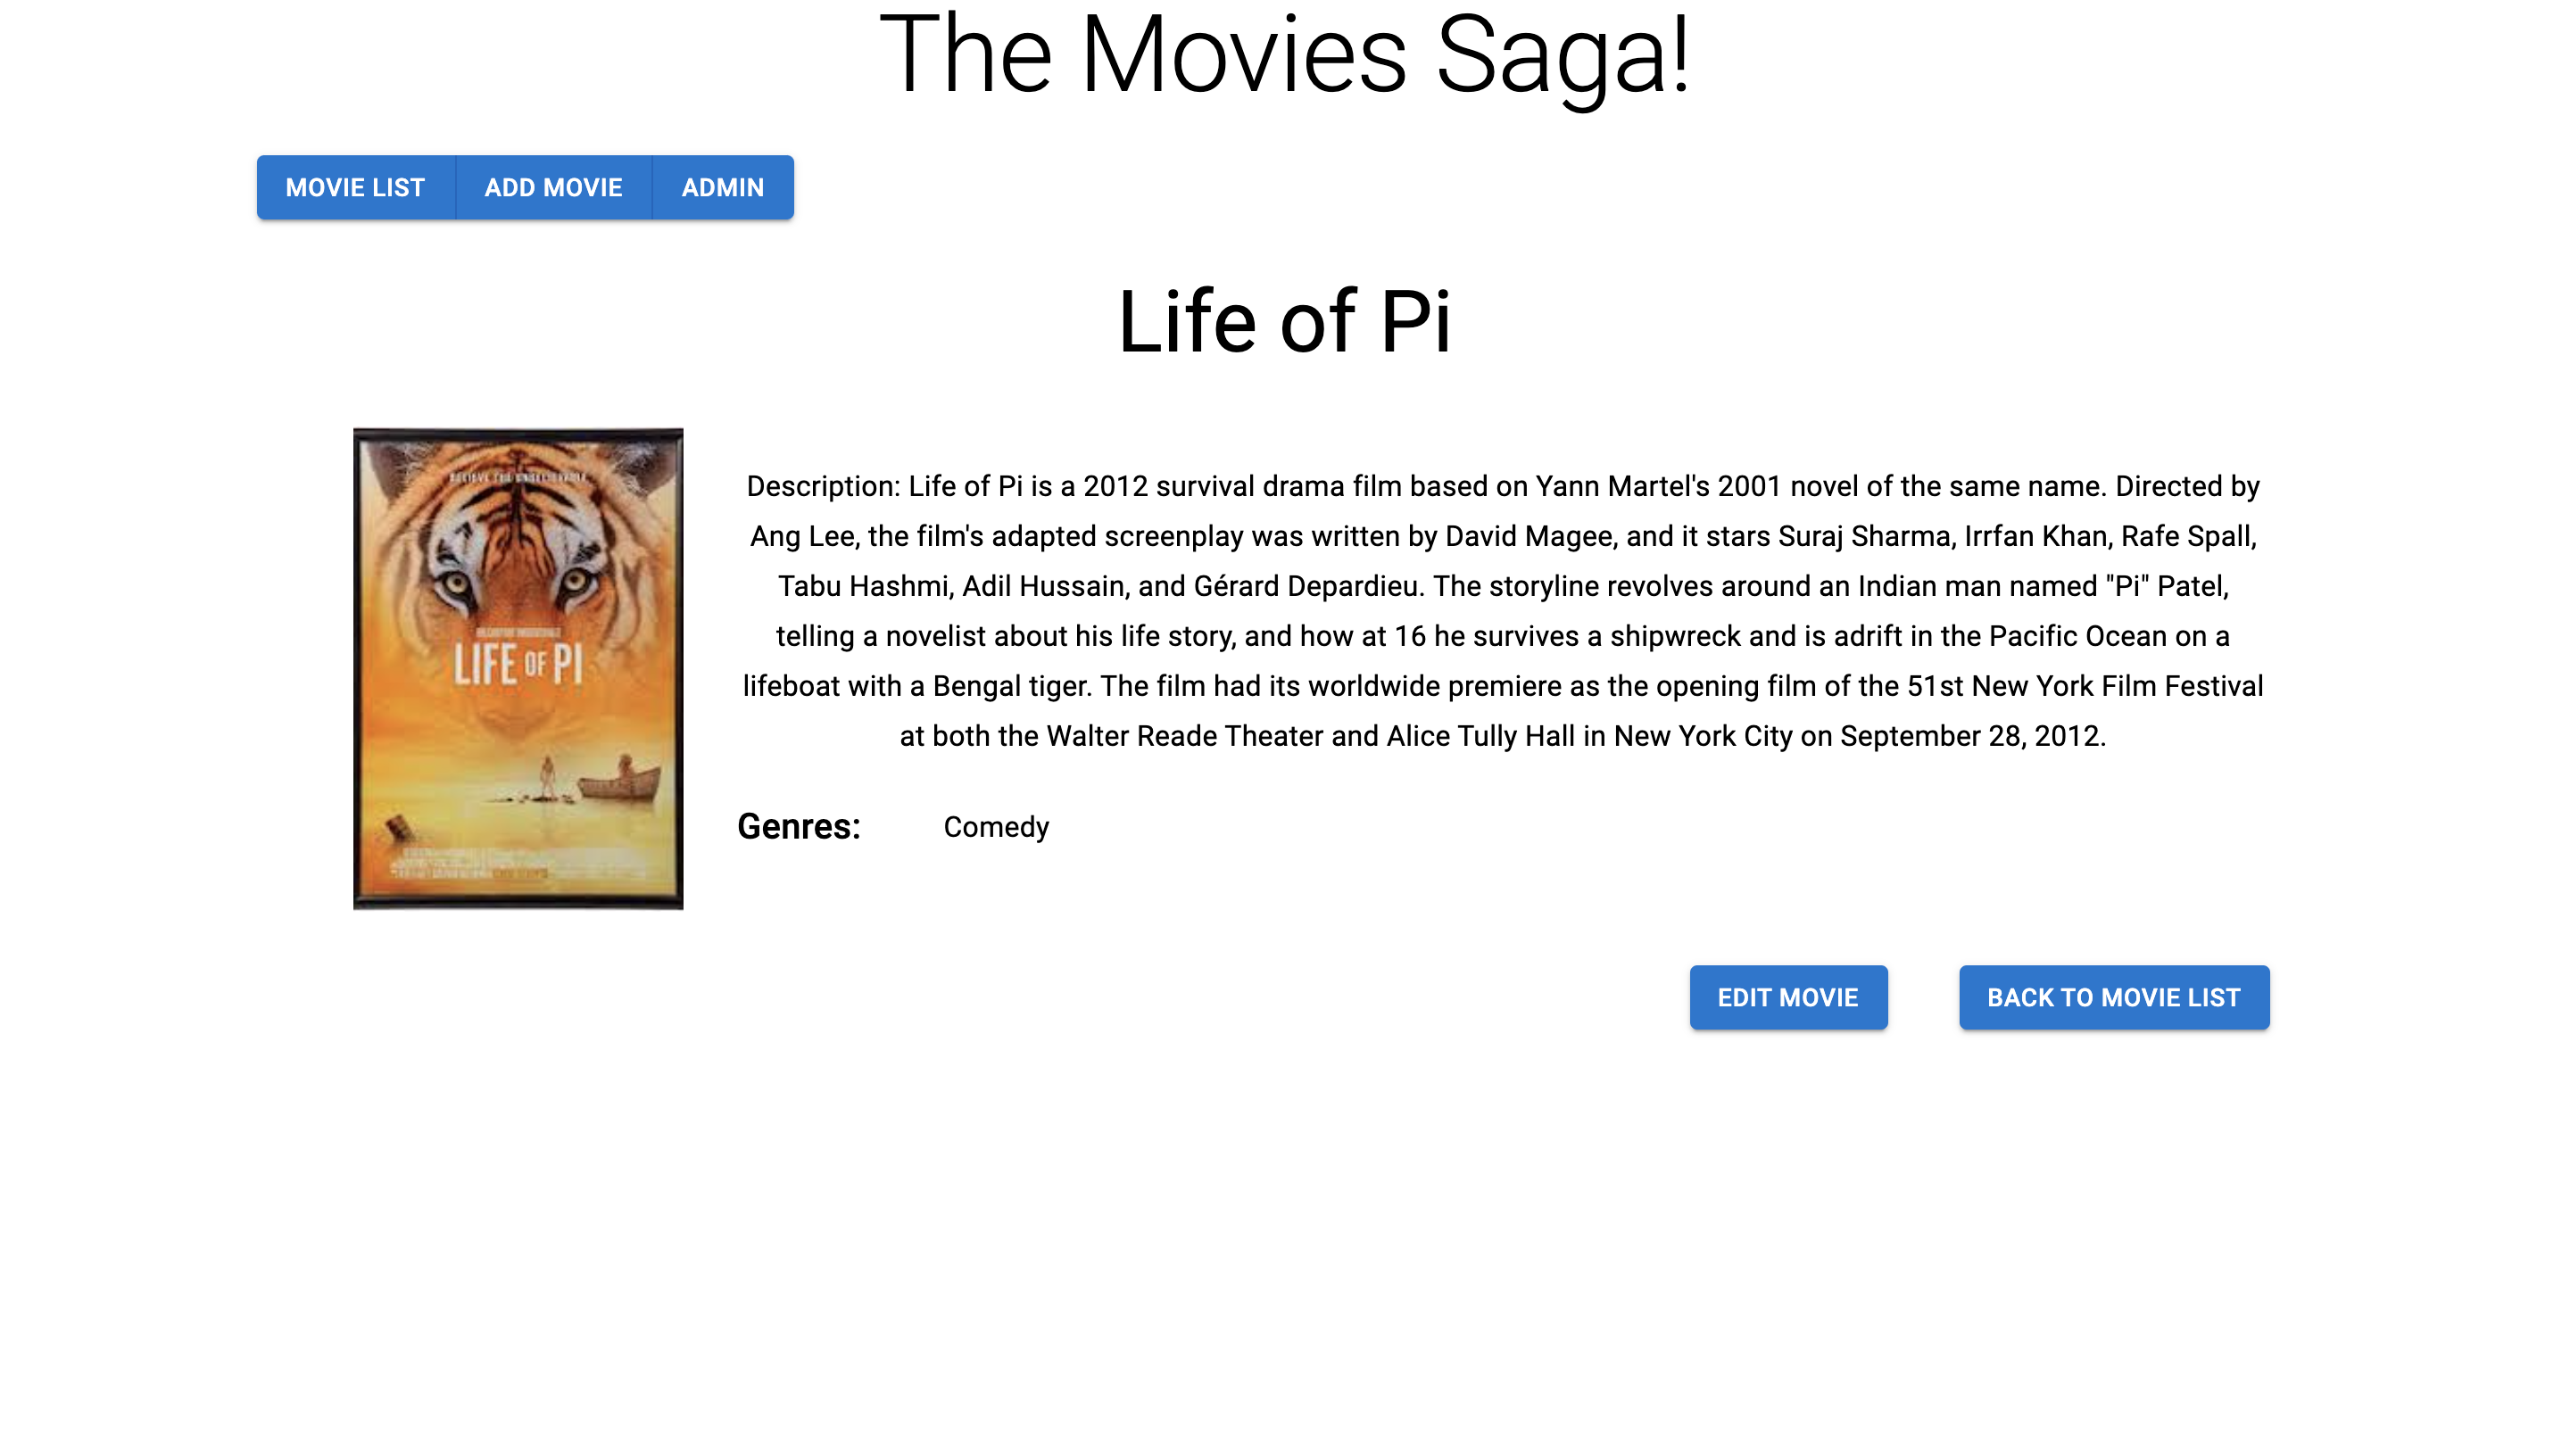 The Movies Saga!
MOVIE LIST
ADD MOVIE
ADMIN
Life of Pi
LIFE OF PI
Description: Life of Pi is a 2012 survival drama film based on Yann Martel's 2001 novel of the same name. Directed by
Ang Lee, the film's adapted screenplay was written by David Magee, and it stars Suraj Sharma, Irrfan Khan, Rafe Spall,
Tabu Hashmi, Adil Hussain, and Gérard Depardieu. The storyline revolves around an Indian man named "Pi" Patel,
telling a novelist about his life story, and how at 16 he survives a shipwreck and is adrift in the Pacific Ocean on a
lifeboat with a Bengal tiger. The film had its worldwide premiere as the opening film of the 51st New York Film Festival
at both the Walter Reade Theater and Alice Tully Hall in New York City on September 28, 2012.
Genres:
Comedy
EDIT MOVIE
BACK TO MOVIE LIST